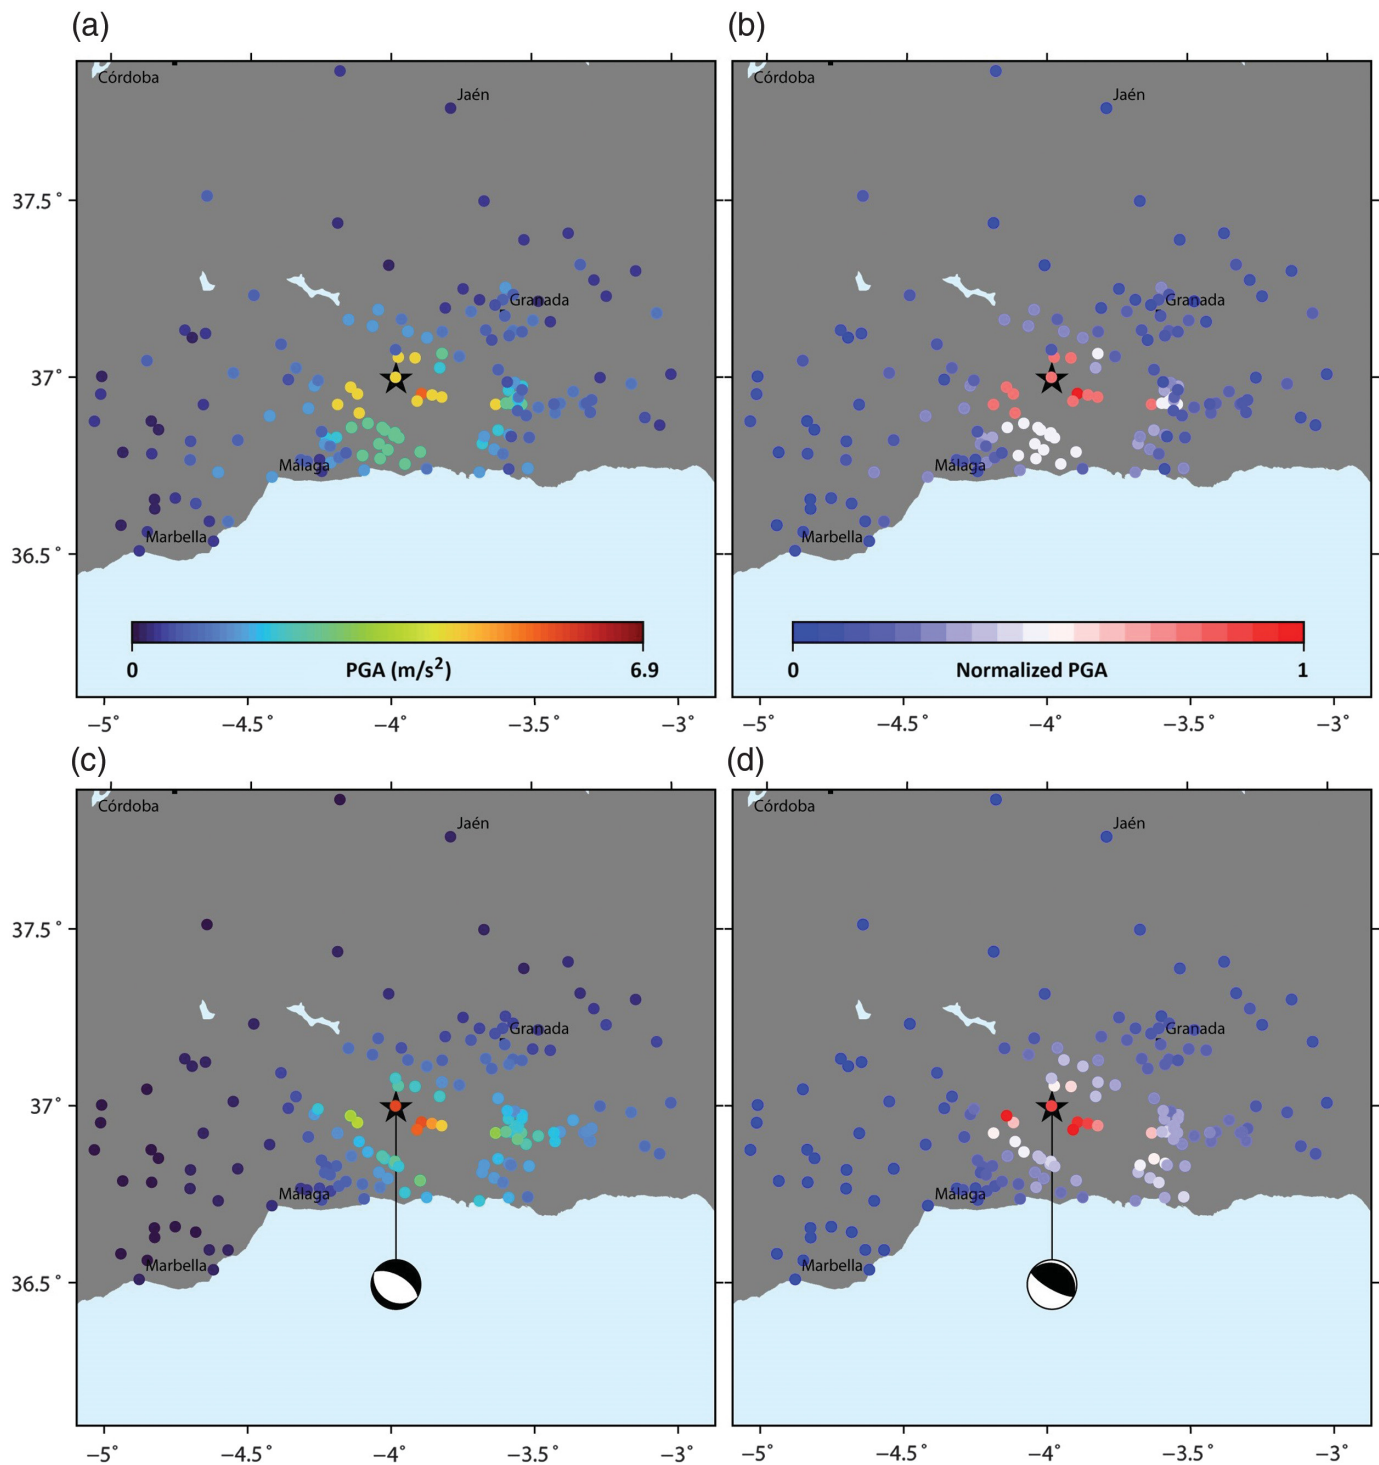 (a)
(b)
Córdoba
Jaén
Córdoba
Jaén
37.5°
Granada
Granada
37°
Málaga
Málaga
Marbella
Marbella
36.5°
0
PGA (m/s²)
6.9
0
Normalized PGA
1
−5°
−4.5°
−4°
−3.5°
−3°
−5°
−4.5°
−4°
−3.5°
−3°
(c)
(d)
Córdoba
Jaén
Córdoba
Jaén
37.5°
Granada
Granada
37°
Málaga
Málaga
Marbella
Marbella
36.5°
−5°
−4.5°
−4°
−3.5°
−3°
−5°
−4.5°
−4°
−3.5°
−3°